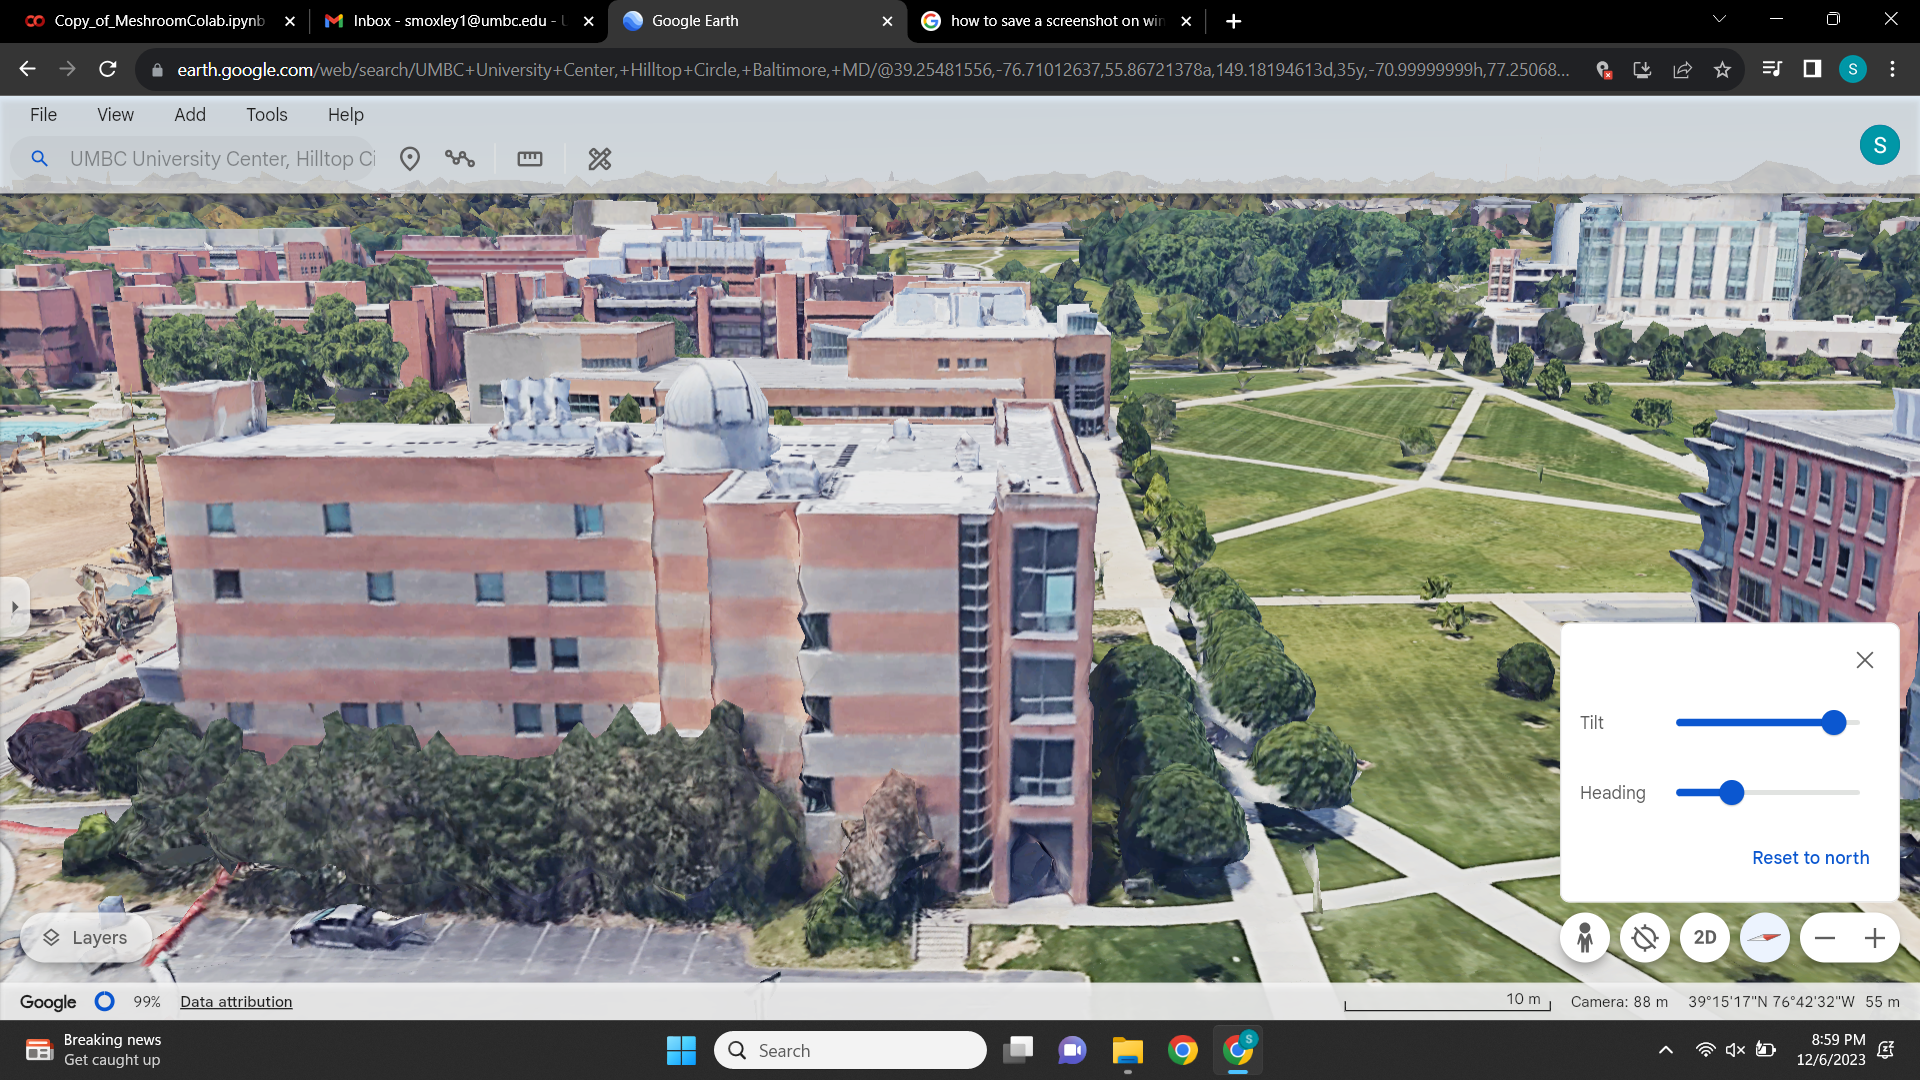 Copy_of_MeshroomColab.ipynb
Inbox - smoxley1@umbc.edu - U
Google Earth
how to save a screenshot on win
earth.google.com/web/search/UMBC+University+Center,+Hilltop+Circle,+Baltimore,+MD/@39.25481556,-76.71012637,55.86721378a,149.18194613d,35y,-70.99999999h,77.25068...
S
File
View
Add
Tools
Help
UMBC University Center, Hilltop Ci
S
Tilt
Heading
Reset to north
Layers
2D
Google
99%
Data attribution
10 m
Camera: 88 m
39°15'17"N 76°42'32"W
55 m
Breaking news
Get caught up
Search
S
8:59 PM
12/6/2023